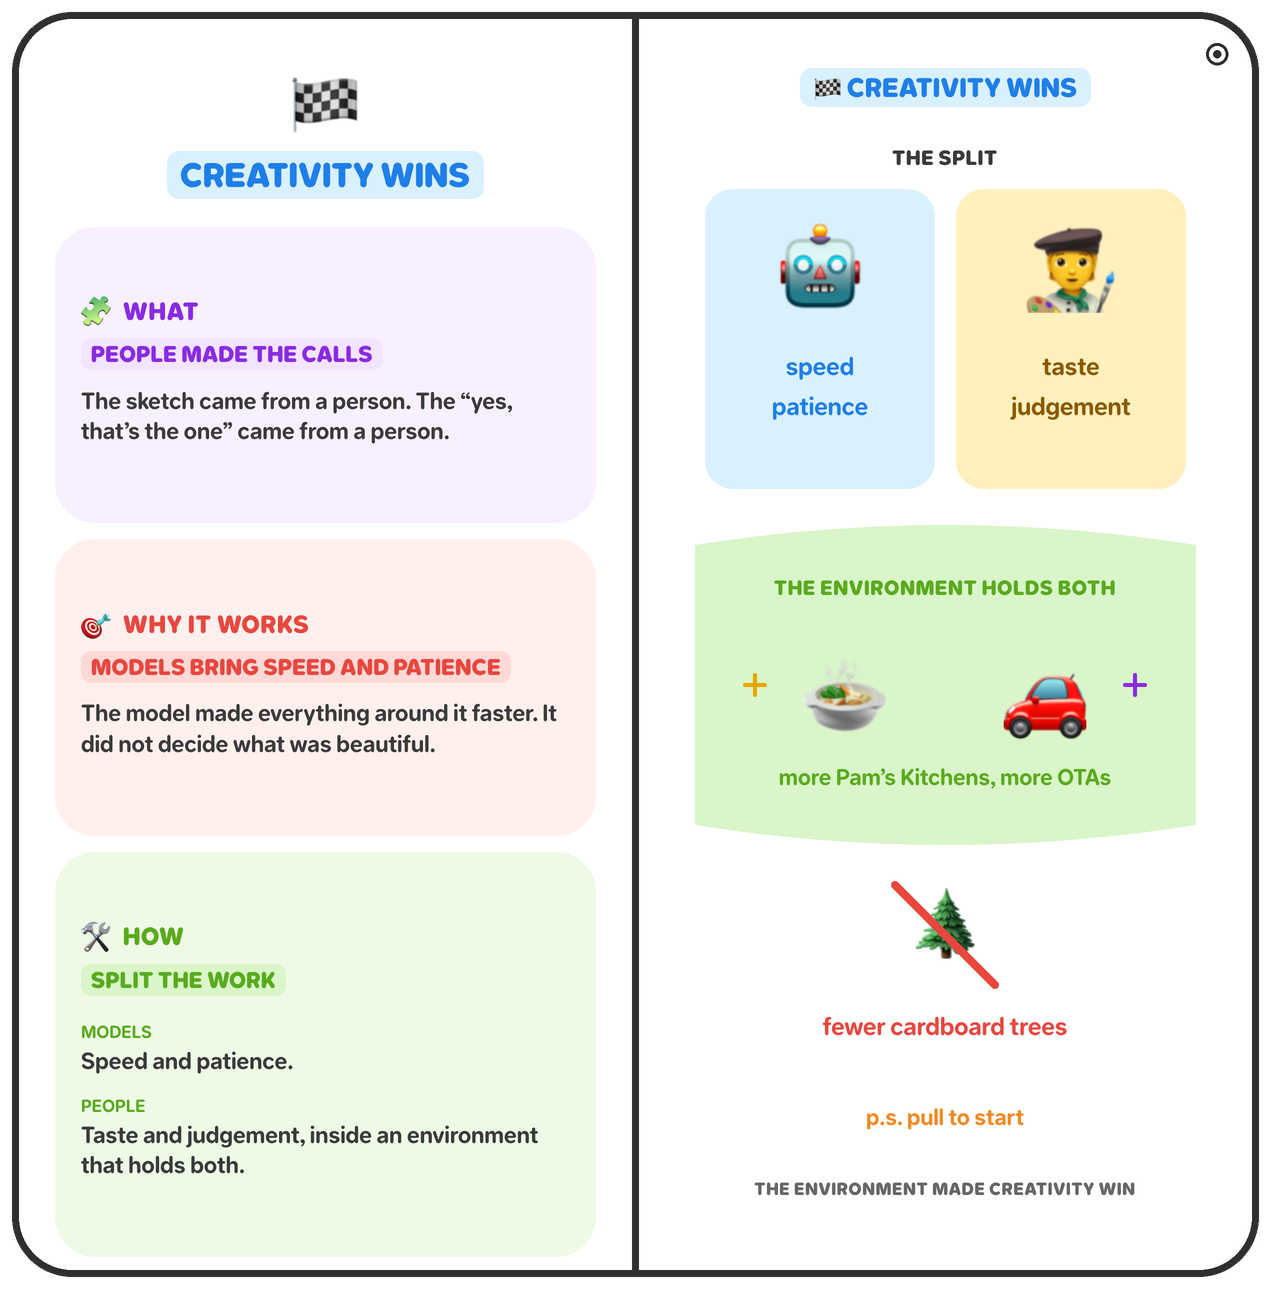 CREATIVITY WINS
WHAT
PEOPLE MADE THE CALLS
The sketch came from a person. The “yes,
that’s the one” came from a person.
WHY IT WORKS
MODELS BRING SPEED AND PATIENCE
The model made everything around it faster. It
did not decide what was beautiful.
HOW
SPLIT THE WORK
MODELS
Speed and patience.
PEOPLE
Taste and judgement, inside an environment
that holds both.
CREATIVITY WINS
THE SPLIT
speed
patience
taste
judgement
THE ENVIRONMENT HOLDS BOTH
more Pam’s Kitchens, more OTAs
fewer cardboard trees
p.s. pull to start
THE ENVIRONMENT MADE CREATIVITY WIN